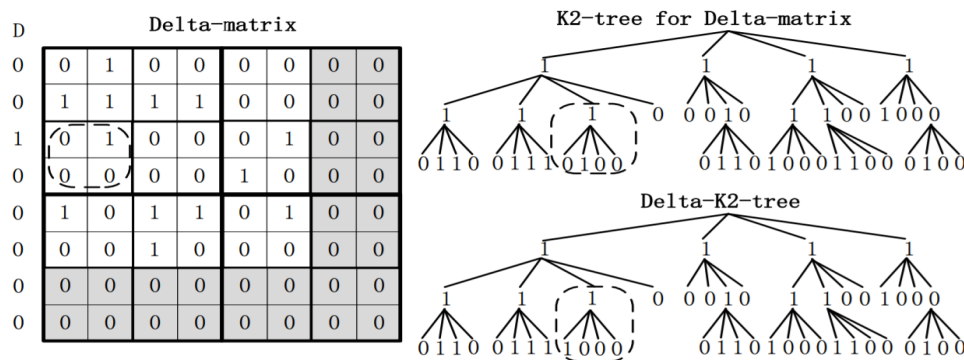 D Delta-matrix
0 0 1 0 0 0 0 0 0
0 1 1 1 1 0 0 0 0
1 0 1 0 0 0 1 0 0
0 0 0 0 0 1 0 0 0
0 1 0 1 1 0 1 0 0
0 0 0 1 0 0 0 0 0
0 0 0 0 0 0 0 0 0
0 0 0 0 0 0 0 0 0
K2-tree for Delta-matrix
1 1 1 1
1 1 1 0 0 0 1 0 1 1 0 0 1 0 0 0
0 1 1 0 0 1 1 1 0 1 0 0 0 1 1 0 1 0 0 0 1 1 0 0 0 1 0 0
Delta-K2-tree
1 1 1 1
1 1 1 0 0 0 1 0 1 1 0 0 1 0 0 0
0 1 1 0 0 1 1 1 1 0 0 0 0 1 1 0 1 0 0 0 1 1 0 0 0 1 0 0